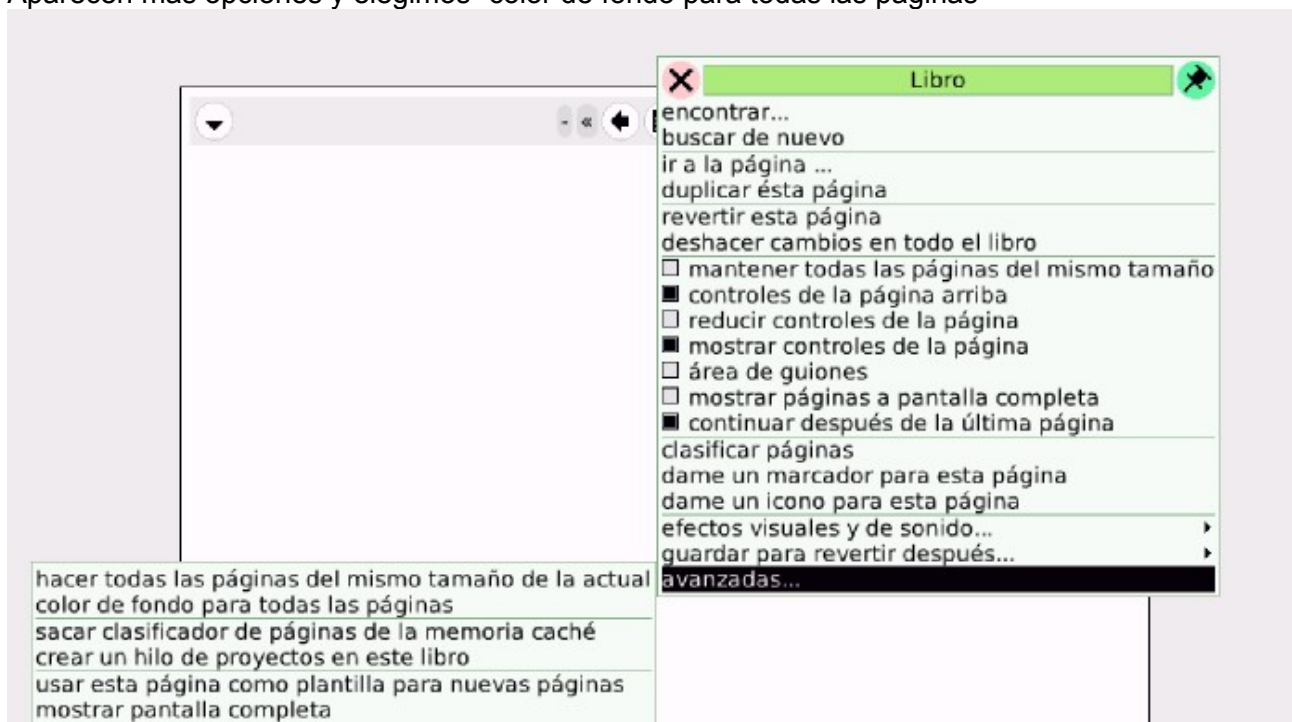 Aparecen más opciones y elegimos "color de fondo para todas las páginas"
Libro
- «
encontrar...
buscar de nuevo
ir a la página ...
duplicar ésta página
revertir esta página
deshacer cambios en todo el libro
mantener todas las páginas del mismo tamaño
controles de la página arriba
reducir controles de la página
mostrar controles de la página
área de guiones
mostrar páginas a pantalla completa
continuar después de la última página
clasificar páginas
dame un marcador para esta página
dame un icono para esta página
efectos visuales y de sonido...
guardar para revertir después...
avanzadas...
hacer todas las páginas del mismo tamaño de la actual
color de fondo para todas las páginas
sacar clasificador de páginas de la memoria caché
crear un hilo de proyectos en este libro
usar esta página como plantilla para nuevas páginas
mostrar pantalla completa